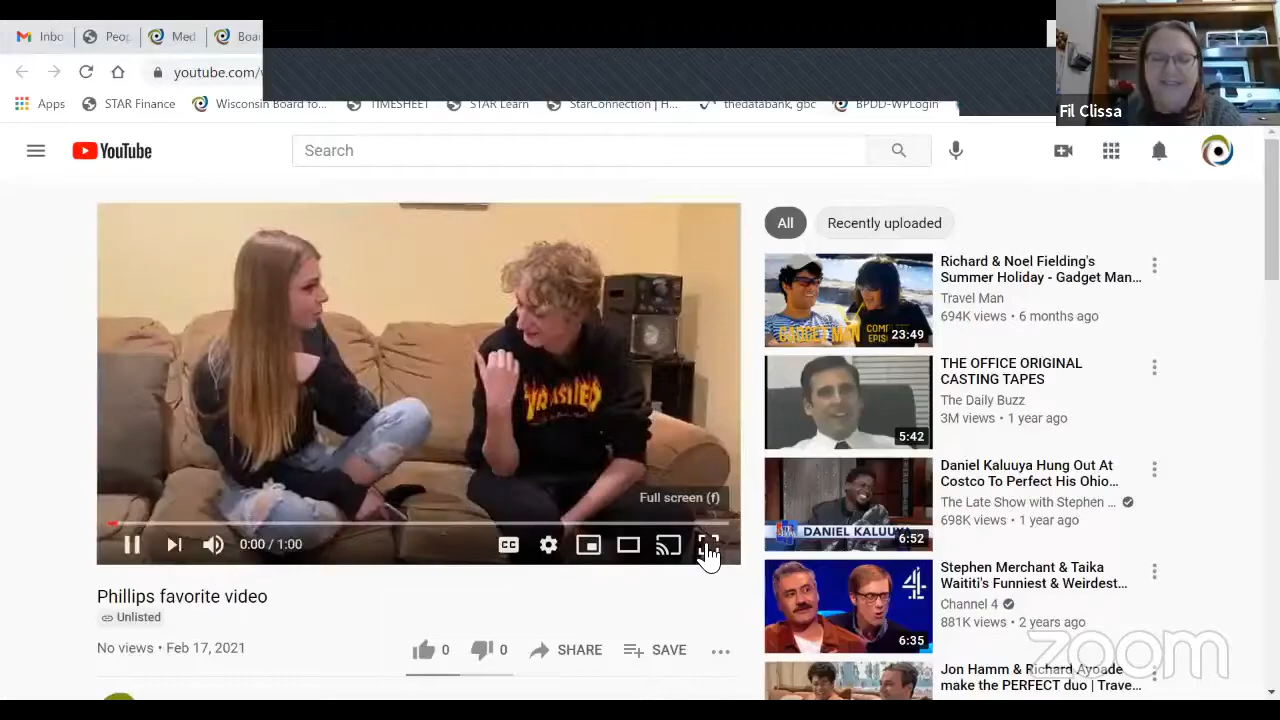 Inbo
Peop
Med
Boa
youtube.com/
Fil Clissa
Apps
STAR Finance
Wisconsin Board fo...
TIMESHEET
STAR Learn
StarConnection | H...
thedatabank, gbc
BPDD-WPLogin
YouTube
Search
All
Recently uploaded
THRASHER
Full screen (f)
0:00 / 1:00
CC
Phillips favorite video
Unlisted
No views • Feb 17, 2021
0
0
SHARE
SAVE
Richard & Noel Fielding's
Summer Holiday - Gadget Man...
Travel Man
694K views • 6 months ago
GADGET MAN
23:49
THE OFFICE ORIGINAL
CASTING TAPES
The Daily Buzz
3M views • 1 year ago
5:42
Daniel Kaluuya Hung Out At
Costco To Perfect His Ohio...
The Late Show with Stephen ...
698K views • 1 year ago
DANIEL KALUUYA
6:52
Stephen Merchant & Taika
Waititi's Funniest & Weirdest...
Channel 4
881K views • 2 years ago
4
6:35
Jon Hamm & Richard Ayoade
make the PERFECT duo | Trave...
zoom